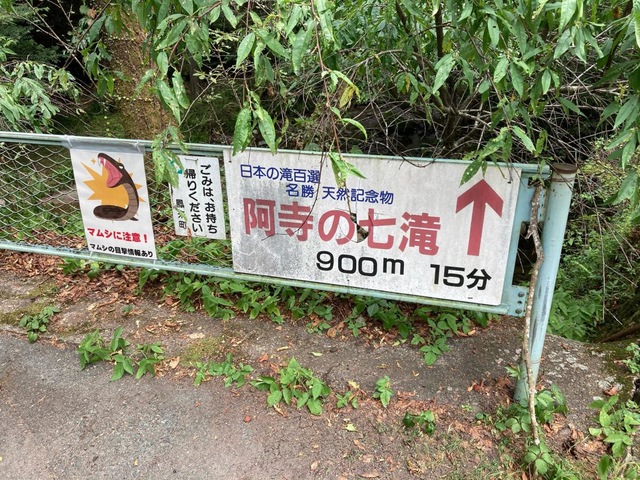 マムシに注意！
マムシの目撃情報あり
ごみはお持ち
帰りください
日本の滝百選
名勝 天然記念物
阿寺の七滝
900m 15分